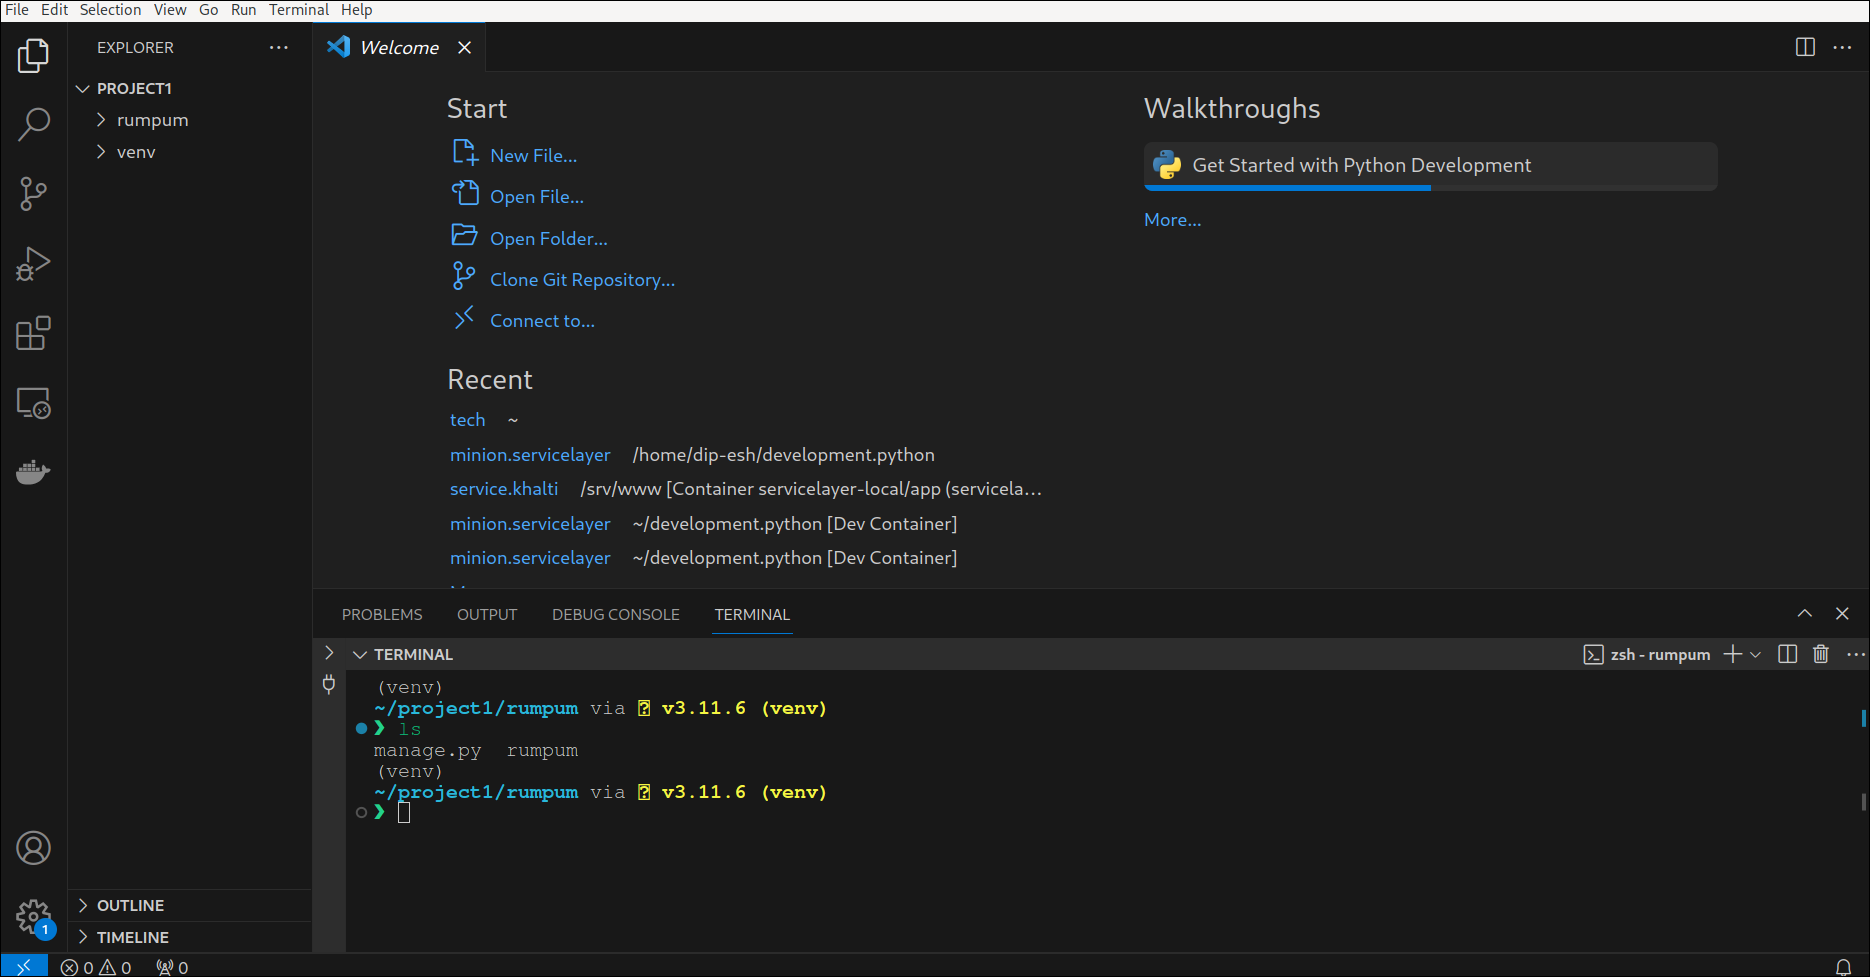 File Edit Selection View Go Run Terminal Help
EXPLORER
PROJECT1
rumpum
venv
OUTLINE
TIMELINE
Welcome
Start
New File...
Open File...
Open Folder...
Clone Git Repository...
Connect to...
Recent
tech ~
minion.servicelayer /home/dip-esh/development.python
service.khalti /srv/www [Container servicelayer-local/app (servicela...
minion.servicelayer ~/development.python [Dev Container]
minion.servicelayer ~/development.python [Dev Container]
Walkthroughs
Get Started with Python Development
More...
PROBLEMS OUTPUT DEBUG CONSOLE TERMINAL
TERMINAL
zsh - rumpum
(venv)
~/project1/rumpum via ? v3.11.6 (venv)
❯ ls
manage.py rumpum
(venv)
~/project1/rumpum via ? v3.11.6 (venv)
❯
1
0 0 0